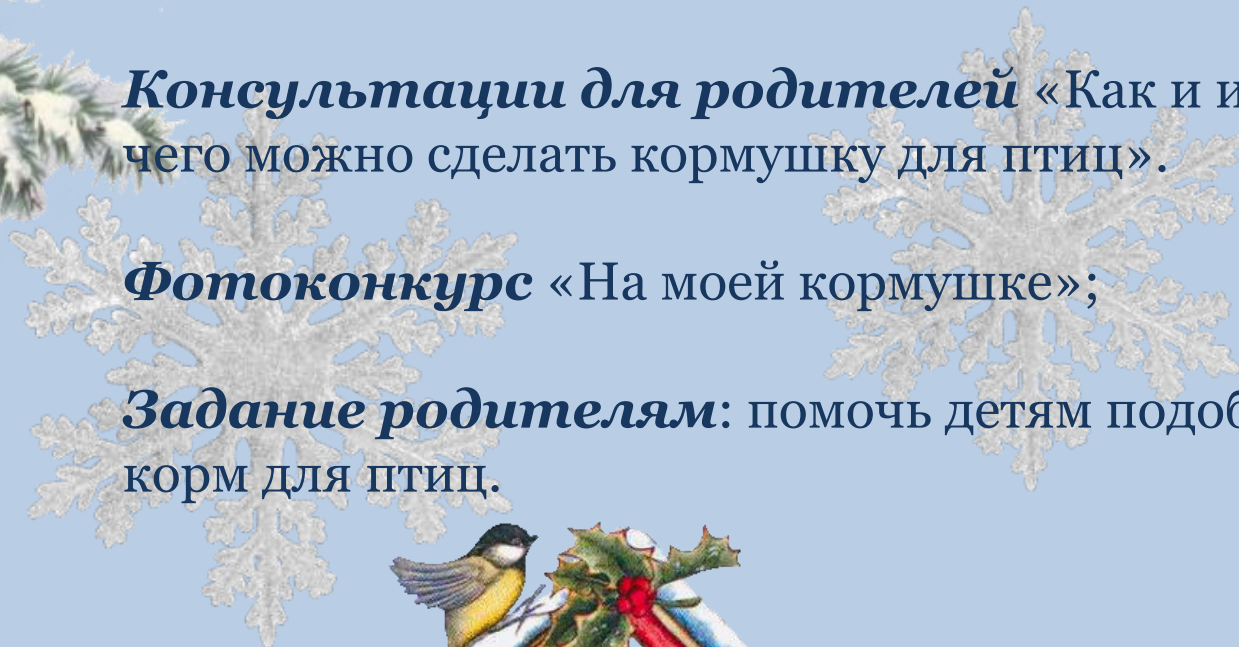 Консультации для родителей «Как и и
чего можно сделать кормушку для птиц».
Фотоконкурс «На моей кормушке»;
Задание родителям: помочь детям подоб
корм для птиц.